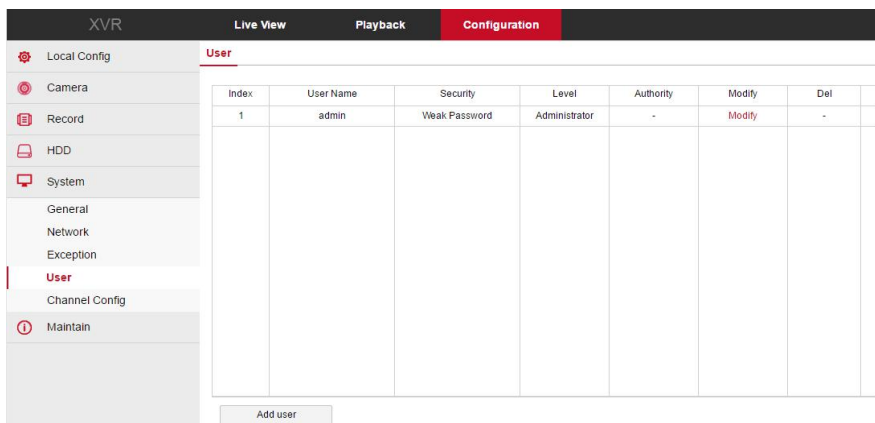 XVR Live View Playback Configuration
Local Config
Camera
Record
HDD
System
General
Network
Exception
User
Channel Config
Maintain
User
Index User Name Security Level Authority Modify Del
1 admin Weak Password Administrator - Modify -
Add user